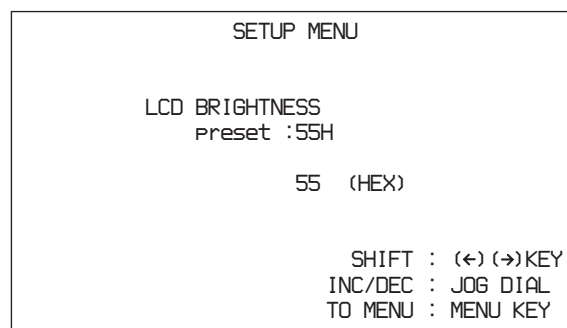 SETUP MENU
LCD BRIGHTNESS
preset :55H
55 (HEX)
SHIFT : (←) (→)KEY
INC/DEC : JOG DIAL
TO MENU : MENU KEY